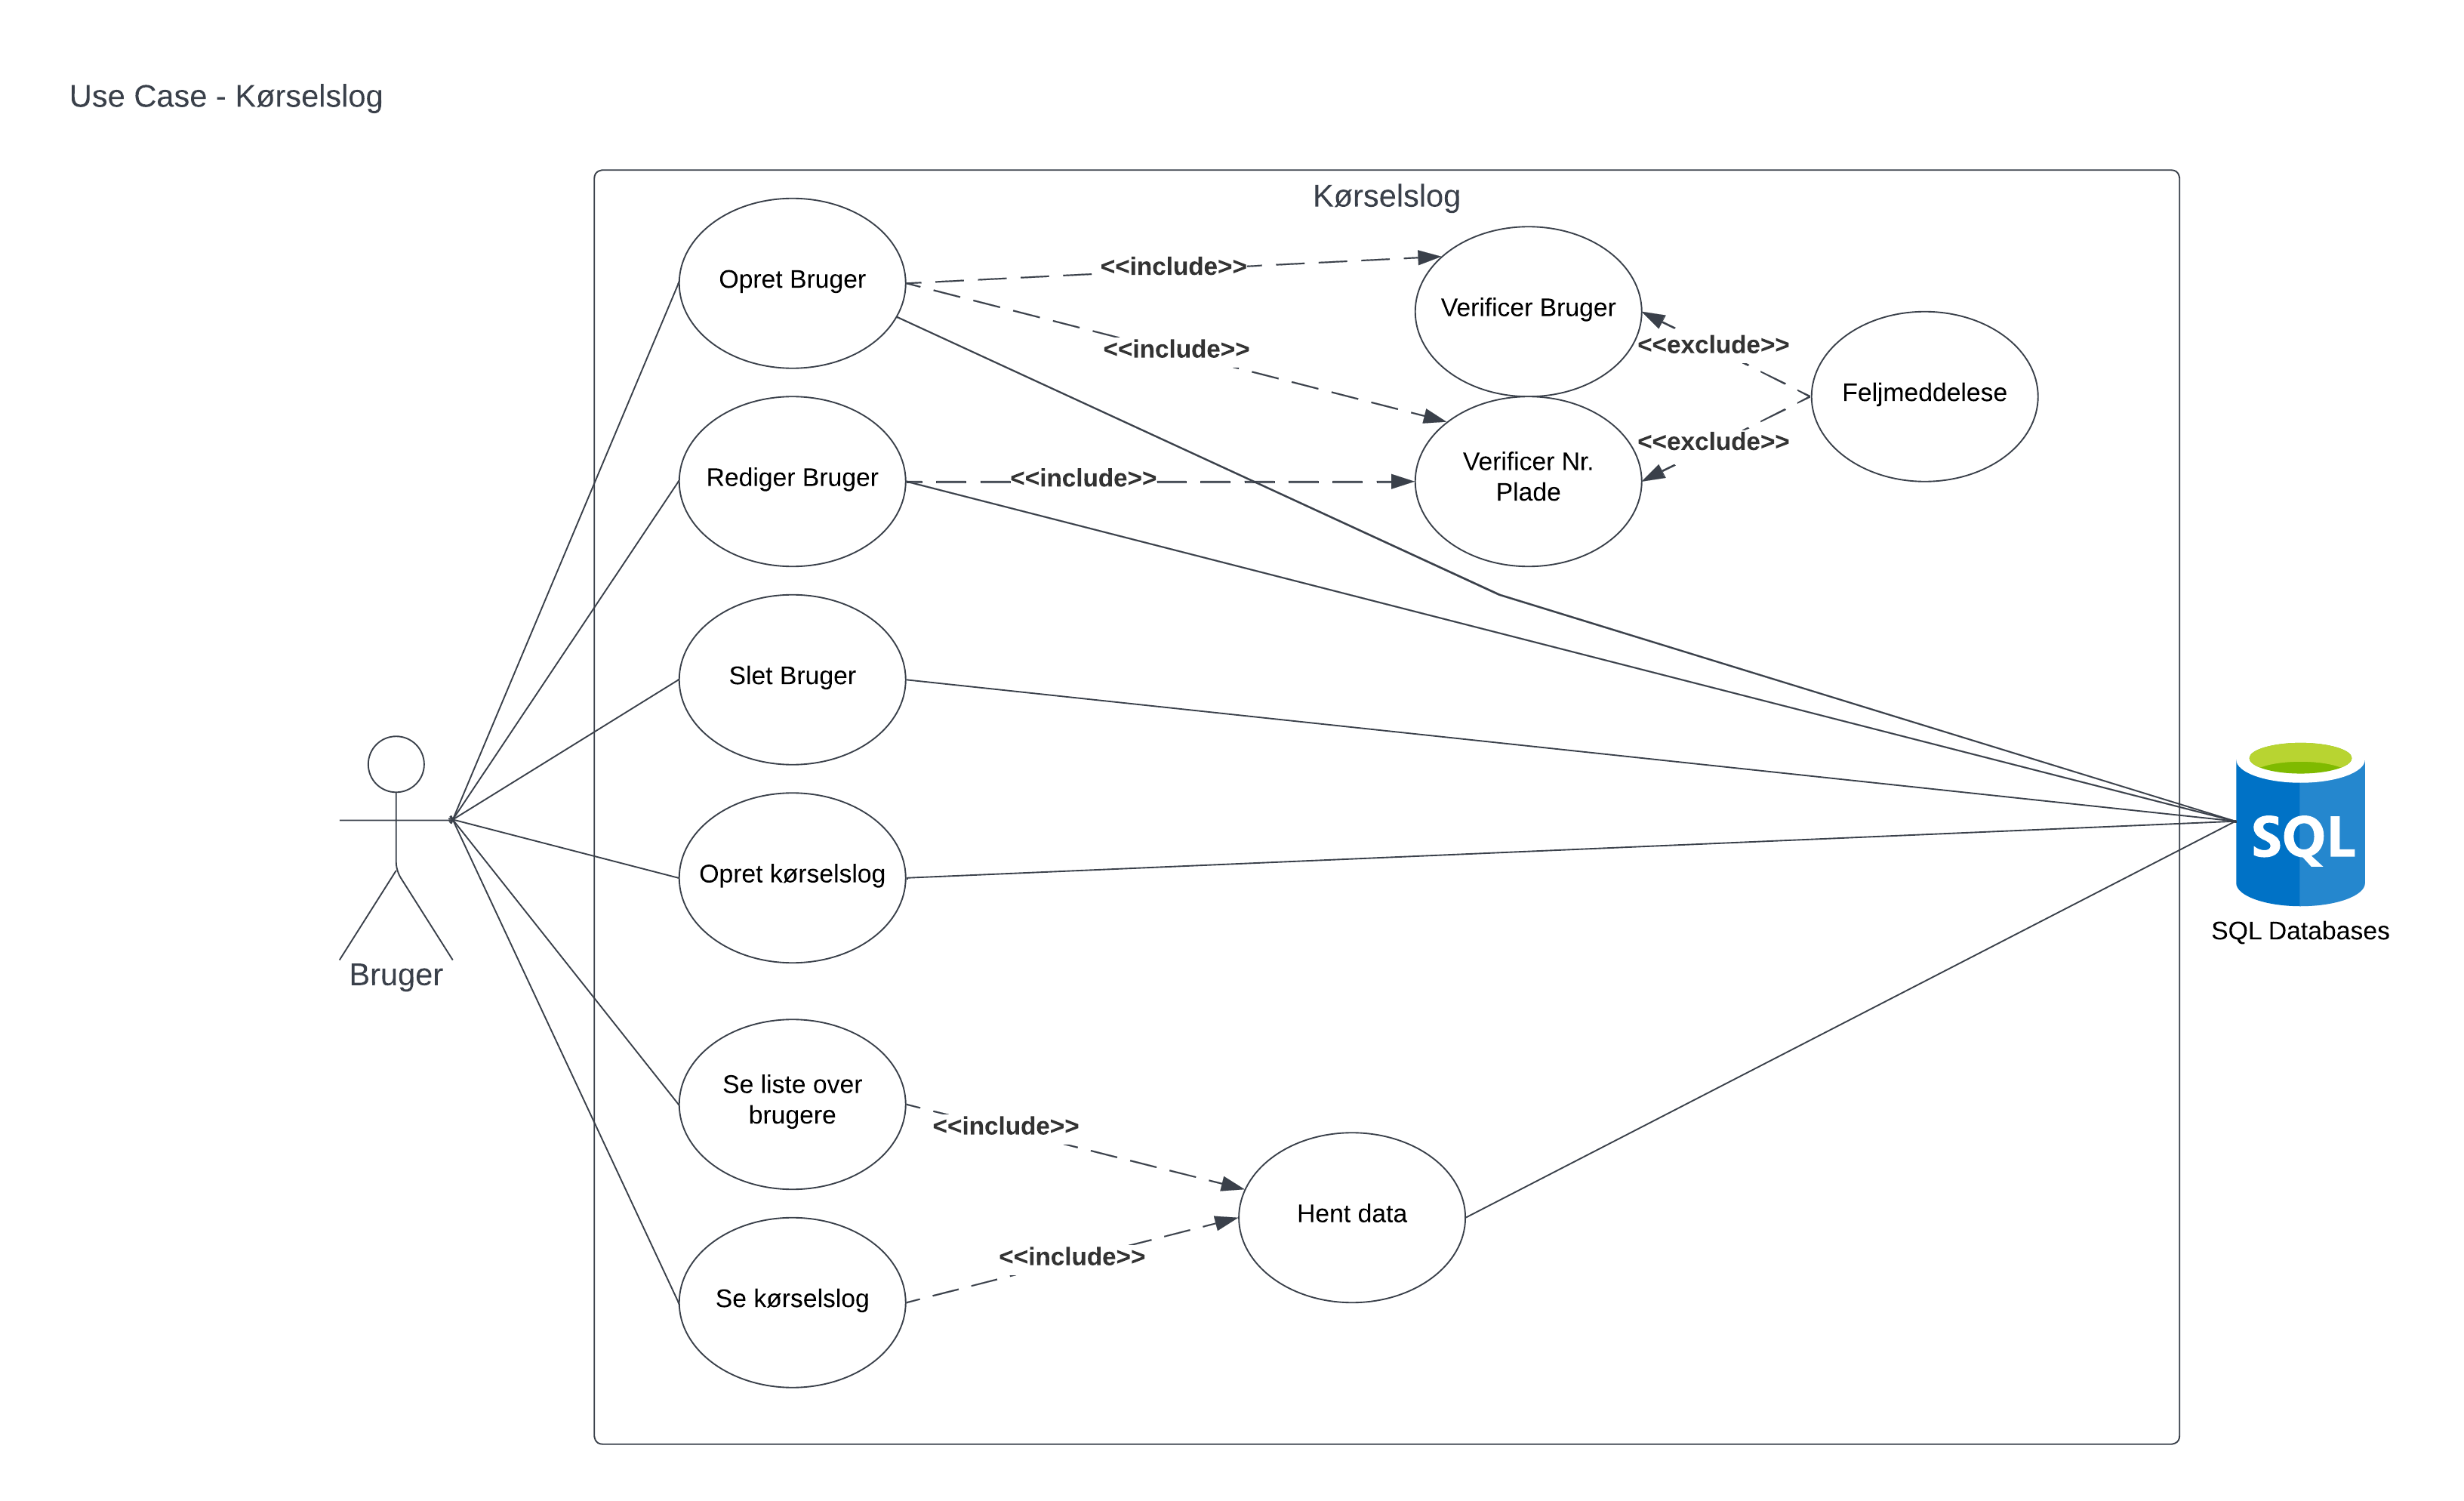 Use Case - Kørselslog
Kørselslog
Opret Bruger
<<include>>
Verificer Bruger
<<include>>
<<exclude>>
Feljmeddelese
Rediger Bruger
<<include>>
Verificer Nr.
Plade
<<exclude>>
Slet Bruger
Opret kørselslog
SQL
SQL Databases
Bruger
Se liste over
brugere
<<include>>
Hent data
<<include>>
Se kørselslog